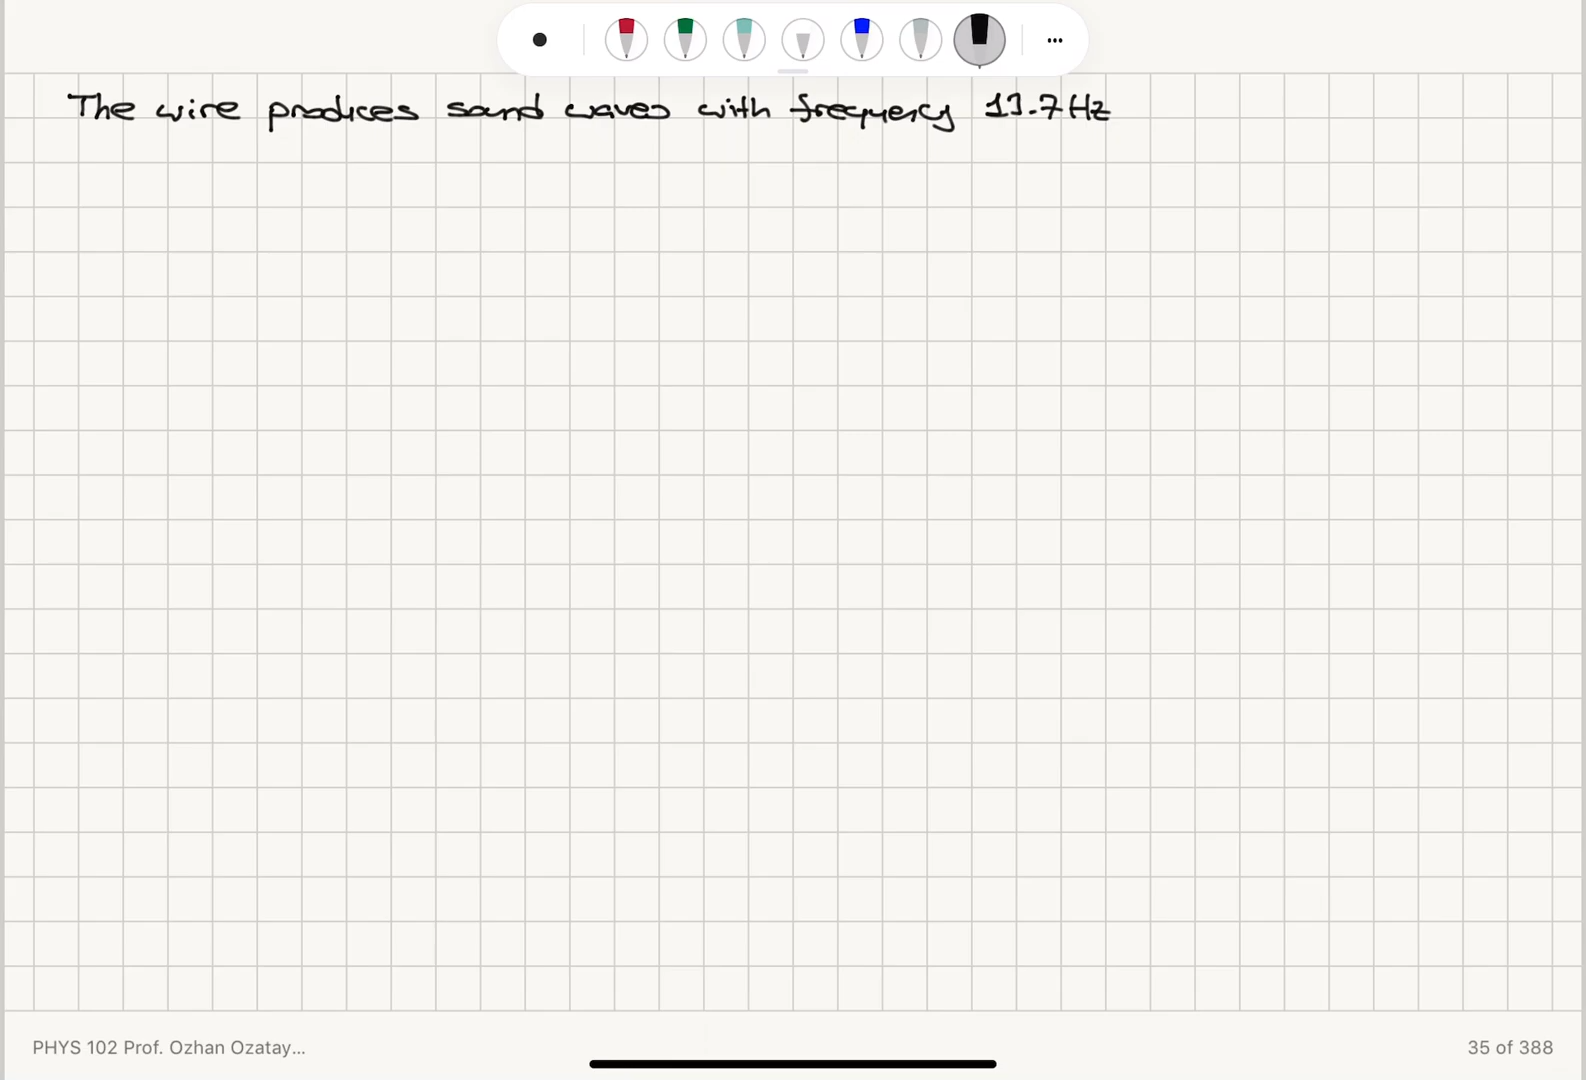 The wire produces sound waves with frequency 11.7 Hz
PHYS 102 Prof. Ozhan Ozatay...
35 of 388